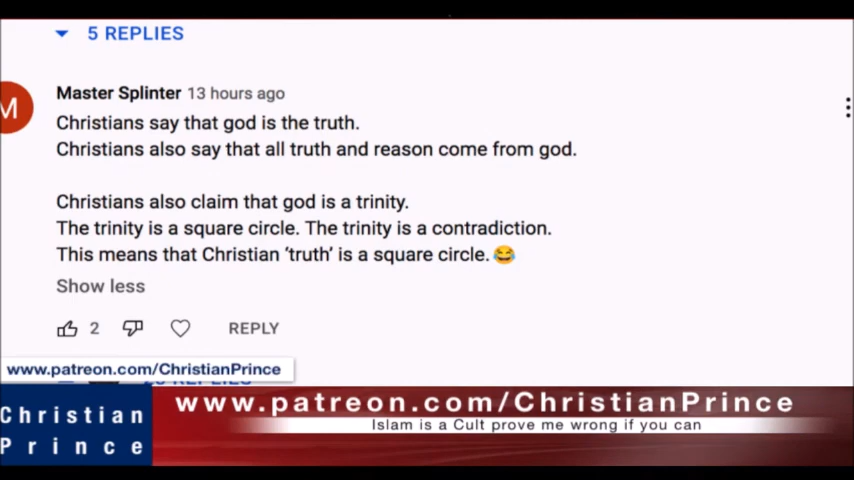 5 REPLIES
Master Splinter 13 hours ago
M
Christians say that god is the truth.
Christians also say that all truth and reason come from god.
Christians also claim that god is a trinity.
The trinity is a square circle. The trinity is a contradiction.
This means that Christian ‘truth’ is a square circle.😂
Show less
2 REPLY
www.patreon.com/ChristianPrince
REPLIES
www.patreon.com/ChristianPrince
Islam is a Cult prove me wrong if you can
Christian
Prince